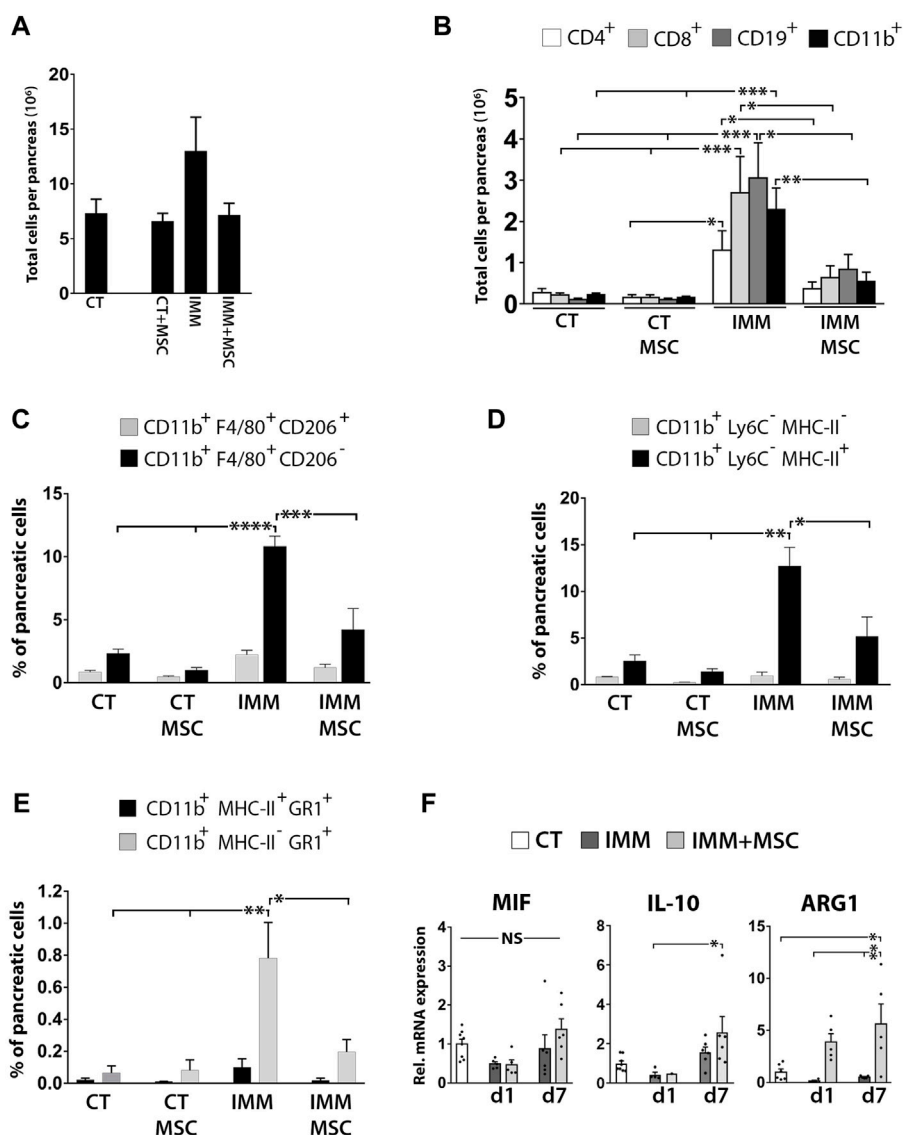 A
Total cells per pancreas (10⁶)
20
15
10
5
0
CT
CT+MSC
IMM
IMM+MSC
B
CD4⁺ CD8⁺ CD19⁺ CD11b⁺
Total cells per pancreas (10⁶)
5
4
3
2
1
0
***
*
*
*** *
***
**
*
CT
CT
MSC
IMM
IMM
MSC
C
CD11b⁺ F4/80⁺ CD206⁺
CD11b⁺ F4/80⁺ CD206⁻
% of pancreatic cells
15
10
5
0
**** ***
CT
CT
MSC
IMM
IMM
MSC
D
CD11b⁺ Ly6C⁻ MHC-II⁻
CD11b⁺ Ly6C⁻ MHC-II⁺
% of pancreatic cells
20
15
10
5
0
** *
CT
CT
MSC
IMM
IMM
MSC
E
CD11b⁺ MHC-II⁺ GR1⁺
CD11b⁺ MHC-II⁻ GR1⁺
% of pancreatic cells
1.2
1.0
0.8
0.6
0.4
0.2
0.0
** *
CT
CT
MSC
IMM
IMM
MSC
F
CT IMM IMM+MSC
MIF
Rel. mRNA expression
4
3
2
1
0
NS
d1 d7
IL-10
8
6
4
2
0
*
d1 d7
ARG1
15
10
5
0
*
**
d1 d7